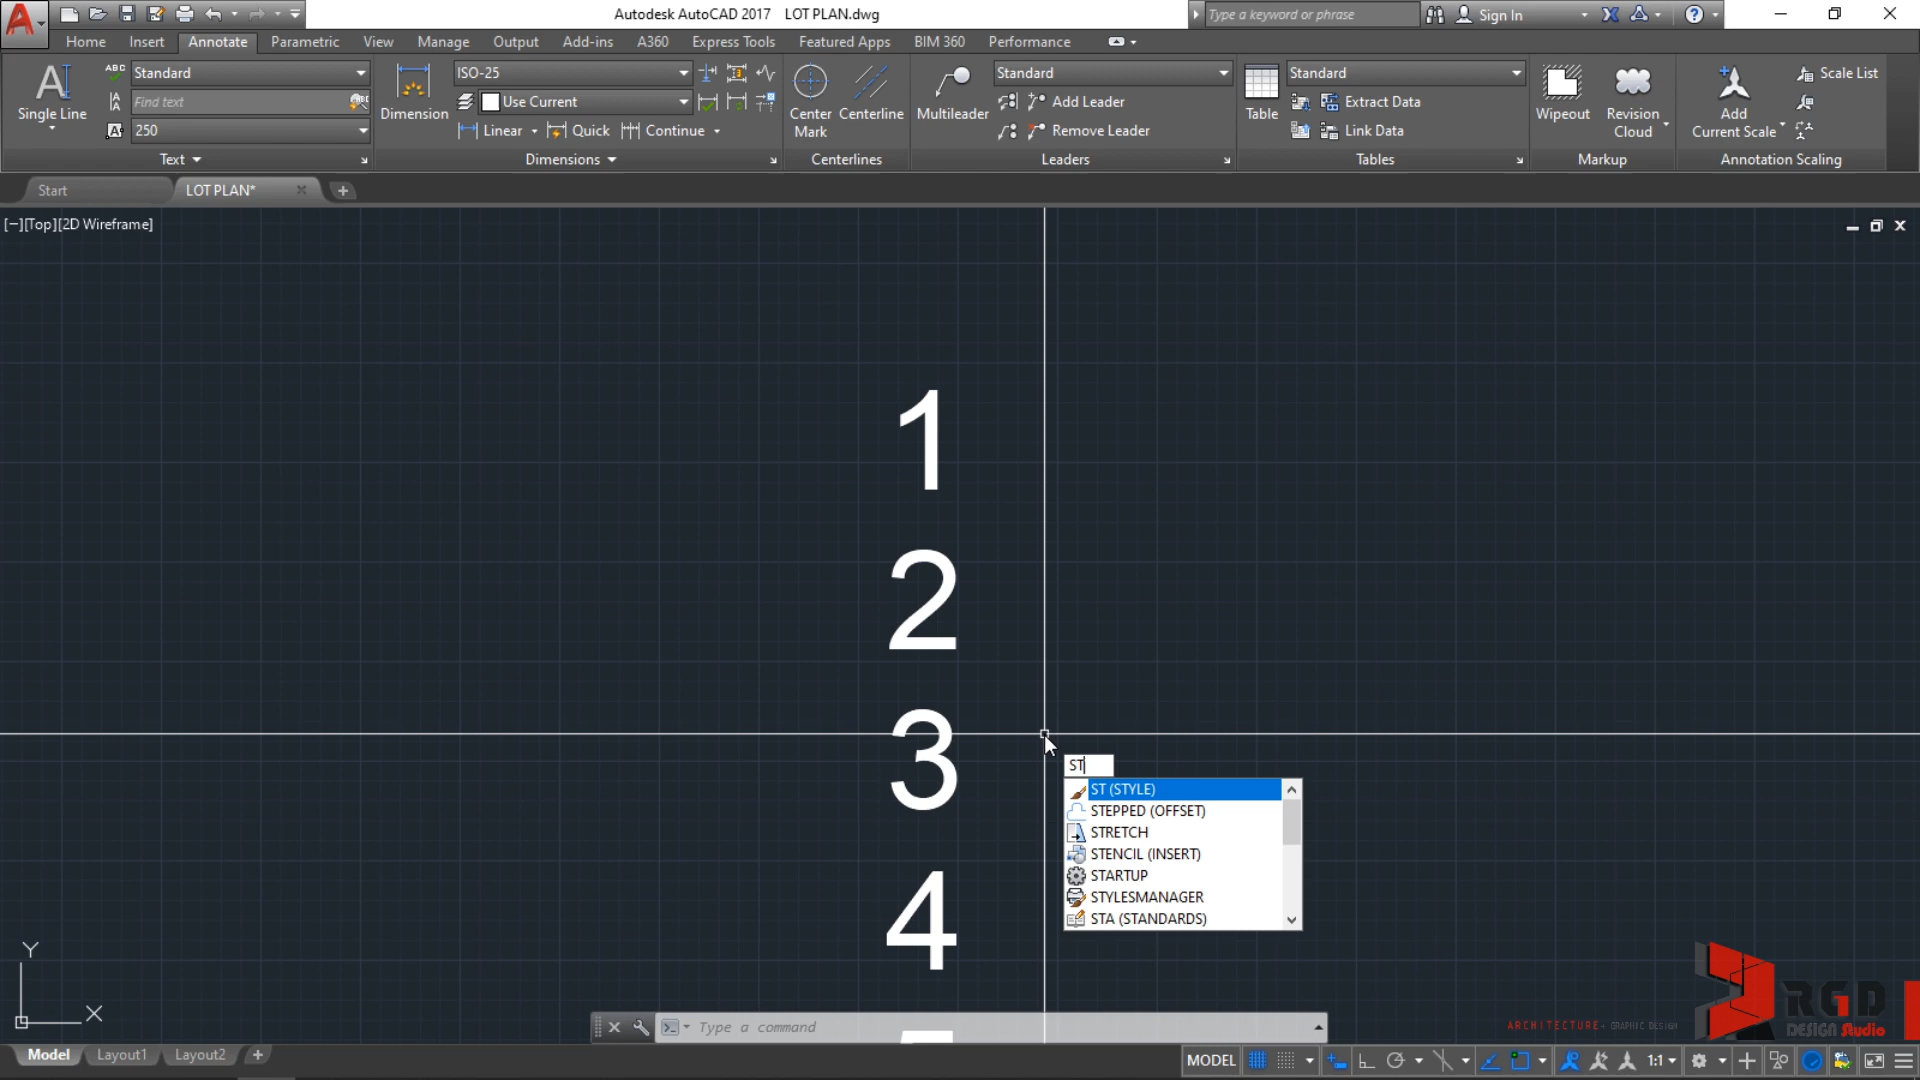 Autodesk AutoCAD 2017 LOT PLAN.dwg
Type a keyword or phrase
Sign In
Home Insert Annotate Parametric View Manage Output Add-ins A360 Express Tools Featured Apps BIM 360 Performance
Single Line
ABC Standard
Find text
250
Text
Dimension
ISO-25
Use Current
Linear Quick Continue
Dimensions
Center Mark
Centerline
Centerlines
Multileader
Standard
Add Leader
Remove Leader
Leaders
Table
Standard
Extract Data
Link Data
Tables
Wipeout
Revision Cloud
Markup
Add Current Scale
Scale List
Annotation Scaling
Start LOT PLAN*
[−][Top][2D Wireframe]
1
2
3
4
ST
ST (STYLE)
STEPPED (OFFSET)
STRETCH
STENCIL (INSERT)
STARTUP
STYLESMANAGER
STA (STANDARDS)
Y
X
Type a command
RGD
DESIGN Studio
ARCHITECTURE+ GRAPHIC DESIGN
Model Layout1 Layout2
MODEL 1:1